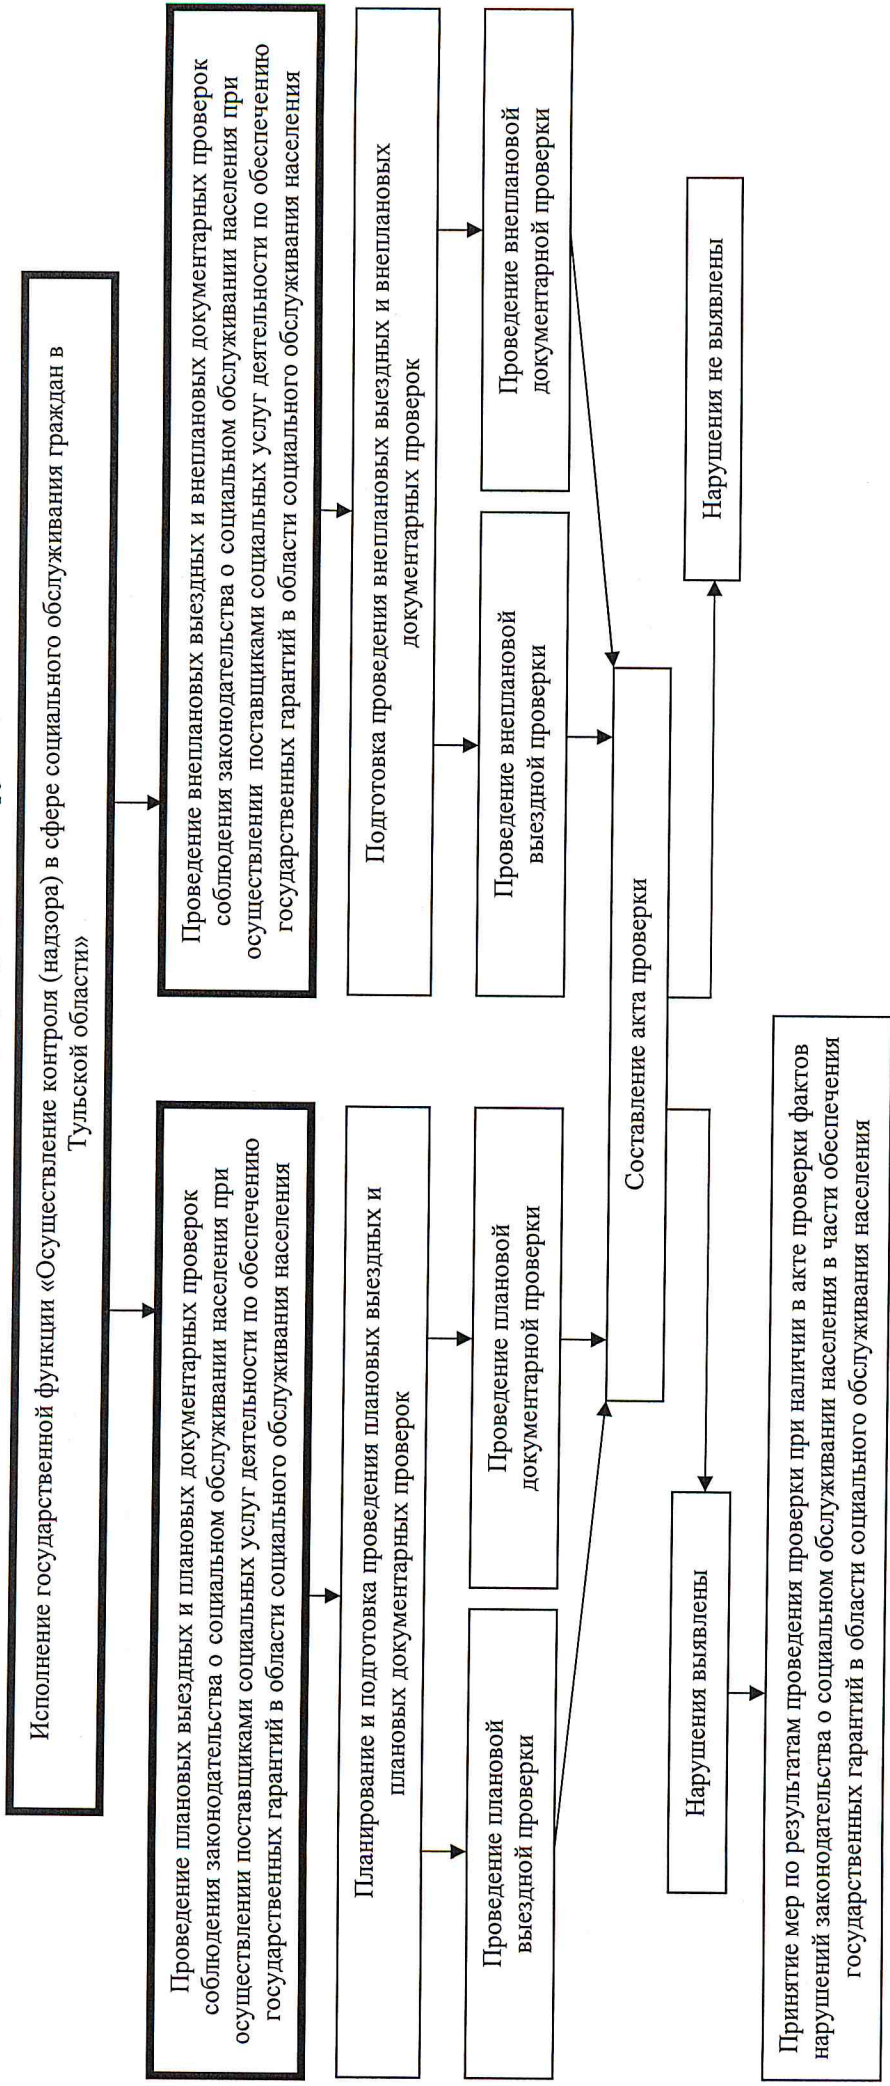 Исполнение государственной функции «Осуществление контроля (надзора) в сфере социального обслуживания граждан в
Тульской области»
Проведение плановых выездных и плановых документарных проверок
соблюдения законодательства о социальном обслуживании населения при
осуществлении поставщиками социальных услуг деятельности по обеспечению
государственных гарантий в области социального обслуживания населения
Проведение внеплановых выездных и внеплановых документарных проверок
соблюдения законодательства о социальном обслуживании населения при
осуществлении поставщиками социальных услуг деятельности по обеспечению
государственных гарантий в области социального обслуживания населения
Планирование и подготовка проведения плановых выездных и
плановых документарных проверок
Подготовка проведения внеплановых выездных и внеплановых
документарных проверок
Проведение плановой
выездной проверки
Проведение плановой
документарной проверки
Проведение внеплановой
выездной проверки
Проведение внеплановой
документарной проверки
Составление акта проверки
Нарушения выявлены
Нарушения не выявлены
Принятие мер по результатам проведения проверки при наличии в акте проверки фактов
нарушений законодательства о социальном обслуживании населения в части обеспечения
государственных гарантий в области социального обслуживания населения